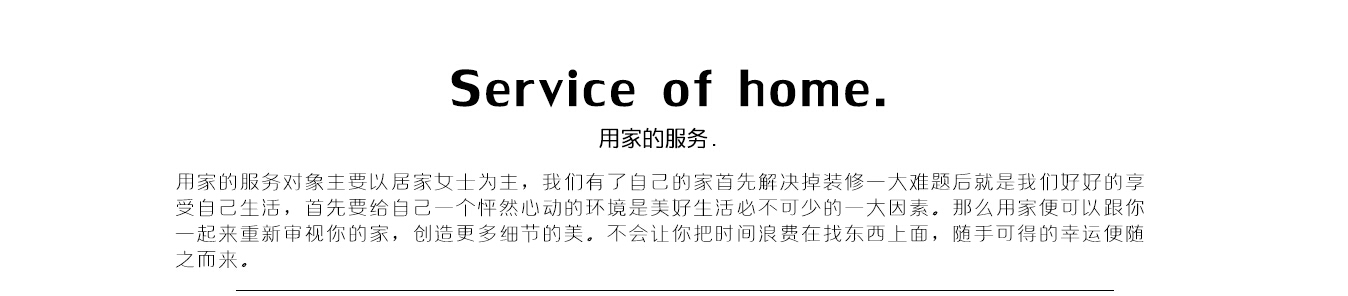 Service of home.
用家的服务.
用家的服务对象主要以居家女士为主，我们有了自己的家首先解决掉装修一大难题后就是我们好好的享
受自己生活，首先要给自己一个怦然心动的环境是美好生活必不可少的一大因素。那么用家便可以跟你
一起来重新审视你的家，创造更多细节的美。不会让你把时间浪费在找东西上面，随手可得的幸运便随
之而来。